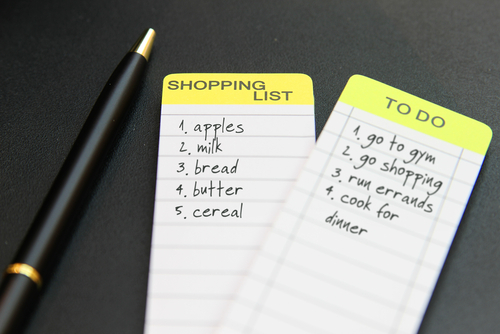 SHOPPING
LIST
1. apples
2. milk
3. bread
4. butter
5. cereal
TO DO
1. go to gym
2. go shopping
3. run errands
4. cook for
dinner